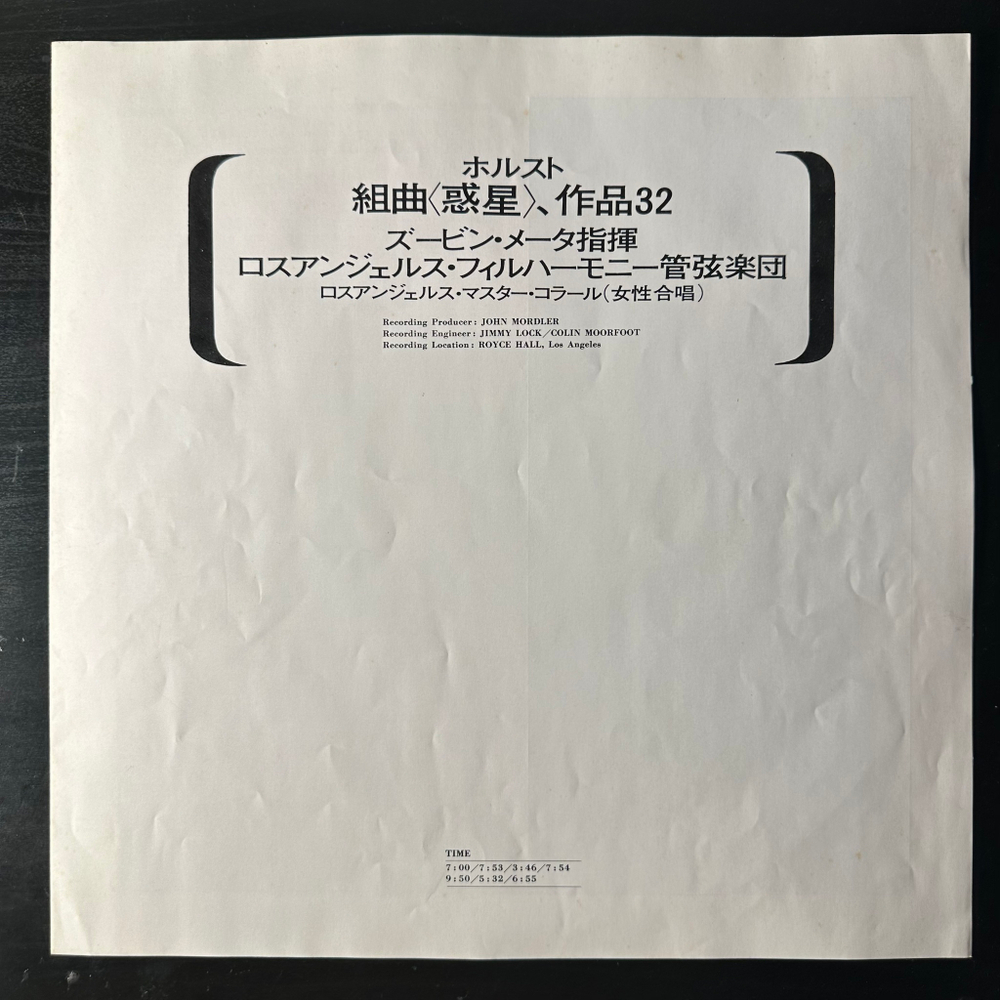 ホルスト
組曲〈惑星〉、作品32
ズービン・メータ指揮
ロスアンジェルス・フィルハーモニー管弦楽団
ロスアンジェルス・マスター・コラール（女性合唱）
Recording Producer : JOHN MORDLER
Recording Engineer : JIMMY LOCK／COLIN MOORFOOT
Recording Location : ROYCE HALL, Los Angeles
TIME
7 : 00／7 : 53／3 : 46／7 : 54
9 : 50／5 : 32／6 : 55